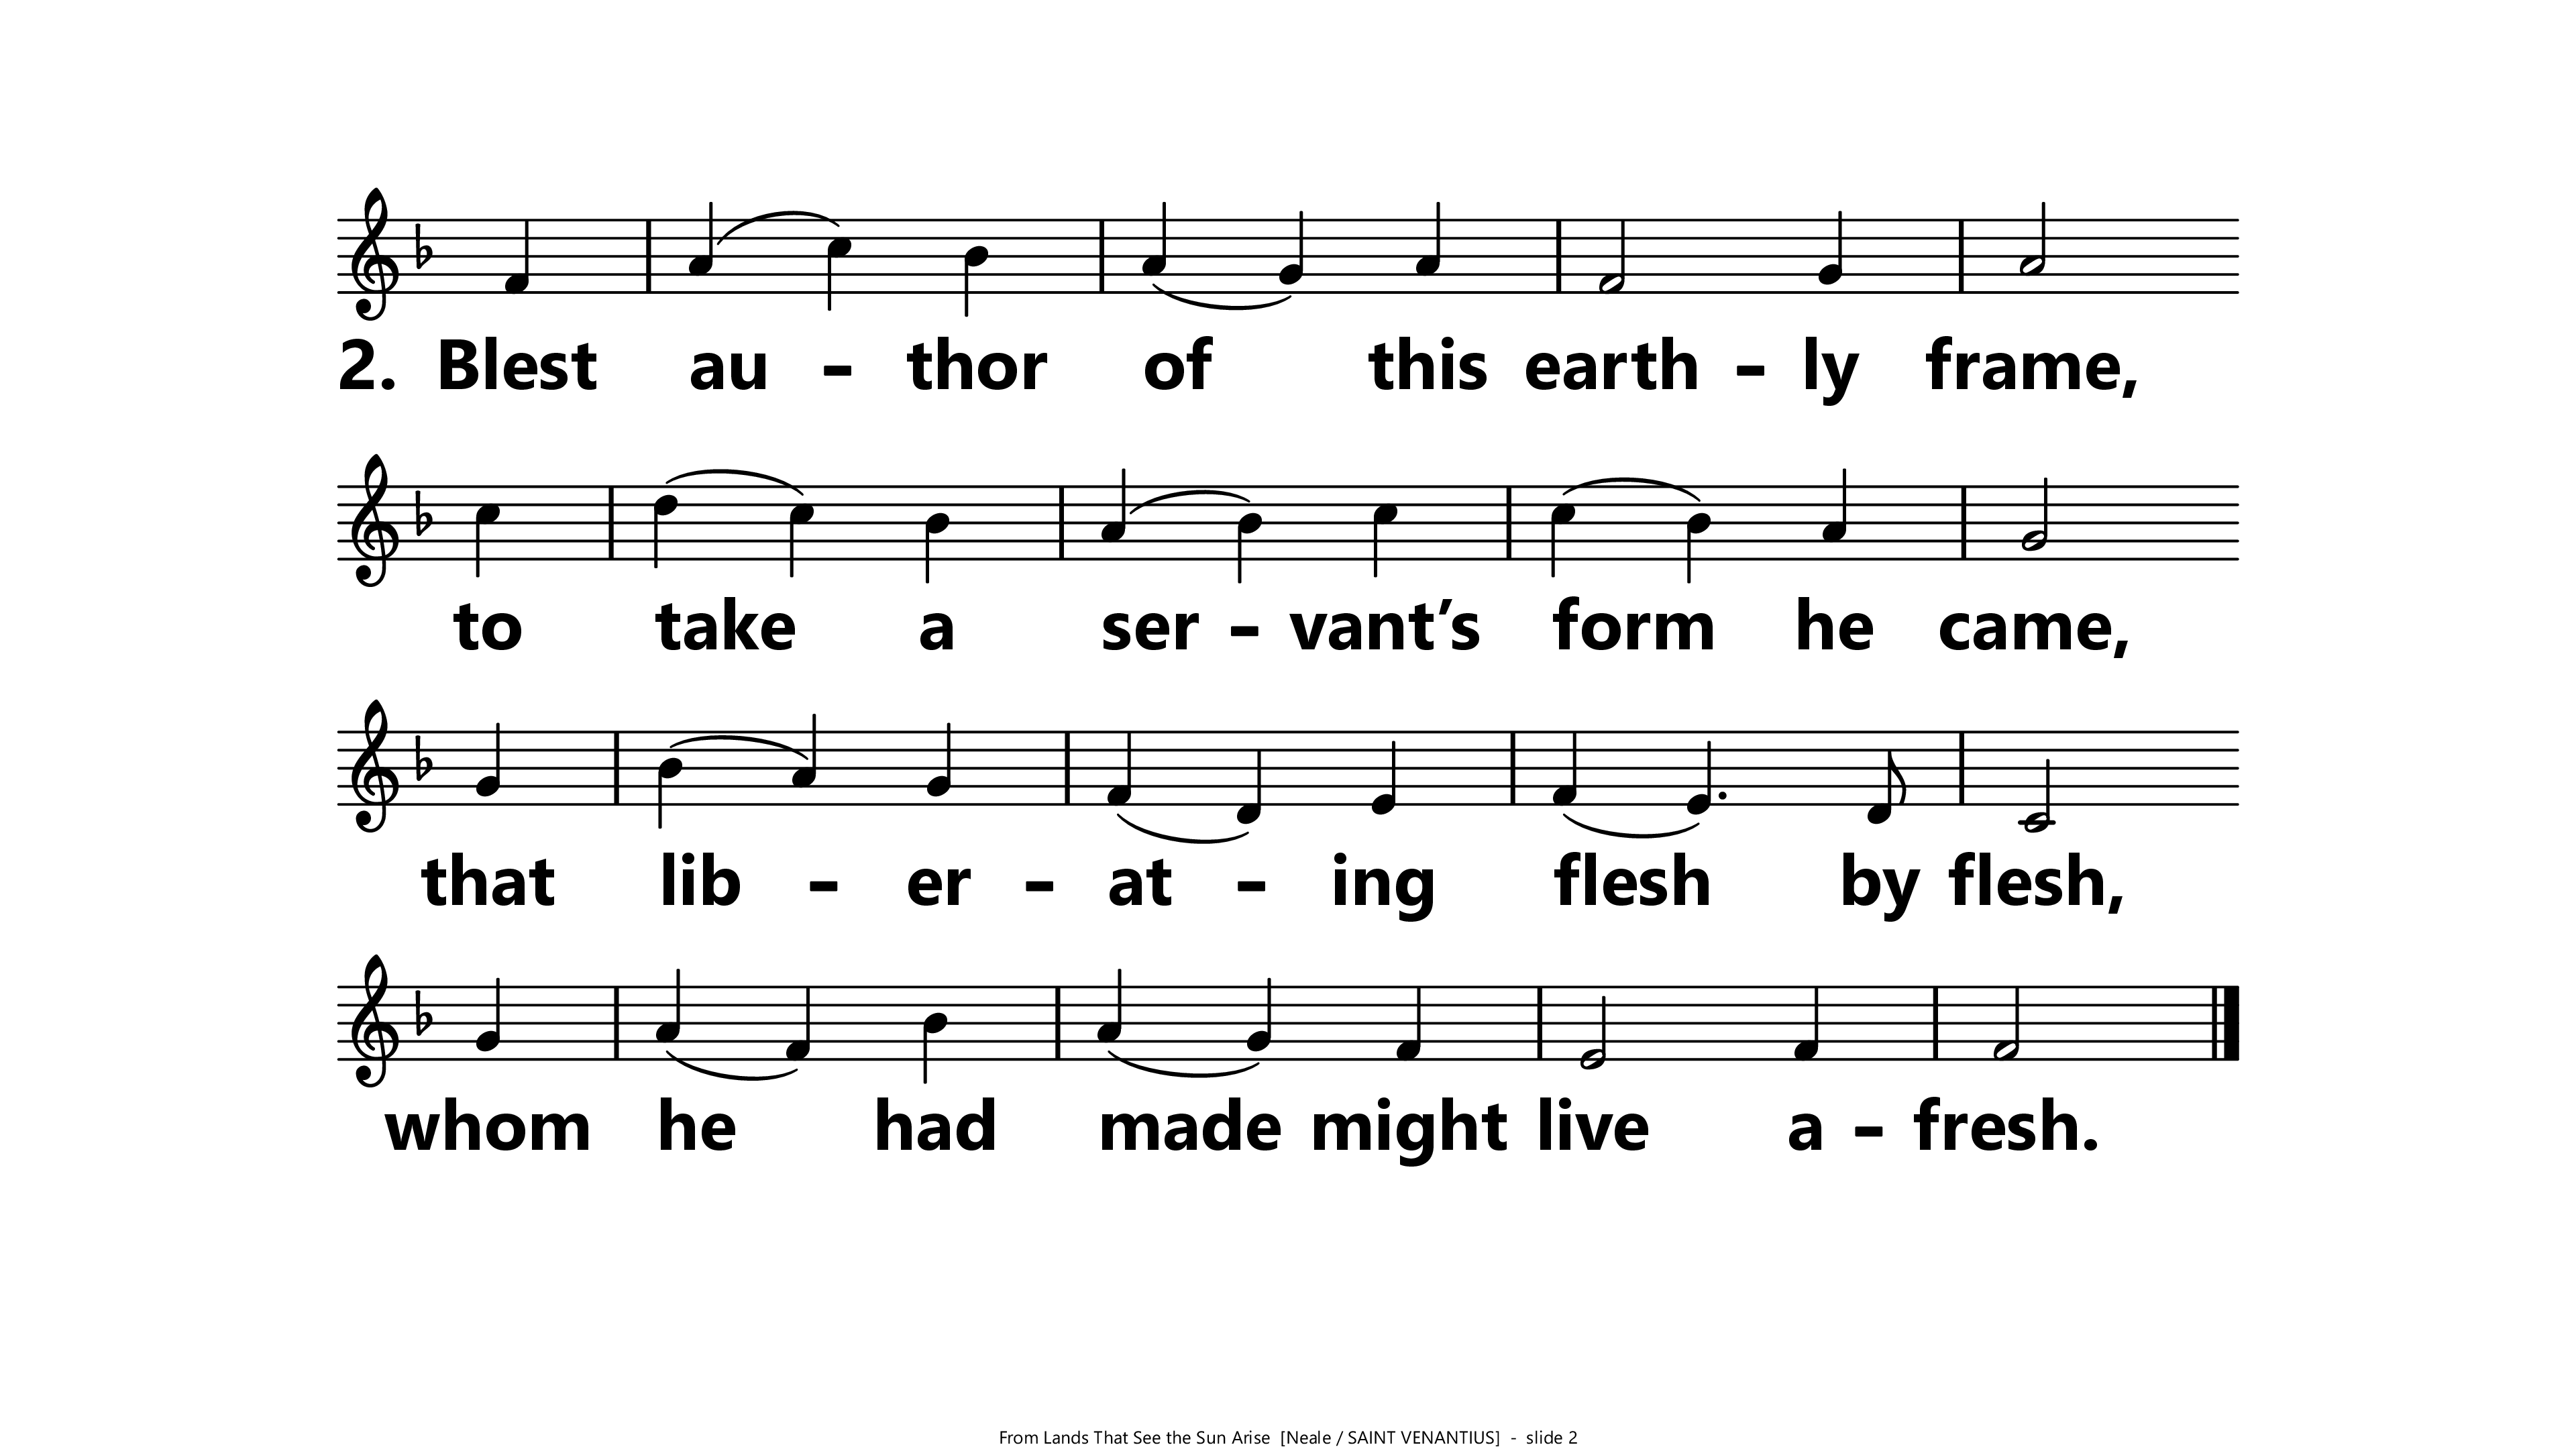 2. Blest au - thor of this earth - ly frame,
to take a ser - vant’s form he came,
that lib - er - at - ing flesh by flesh,
whom he had made might live a - fresh.
From Lands That See the Sun Arise [Neale / SAINT VENANTIUS] - slide 2